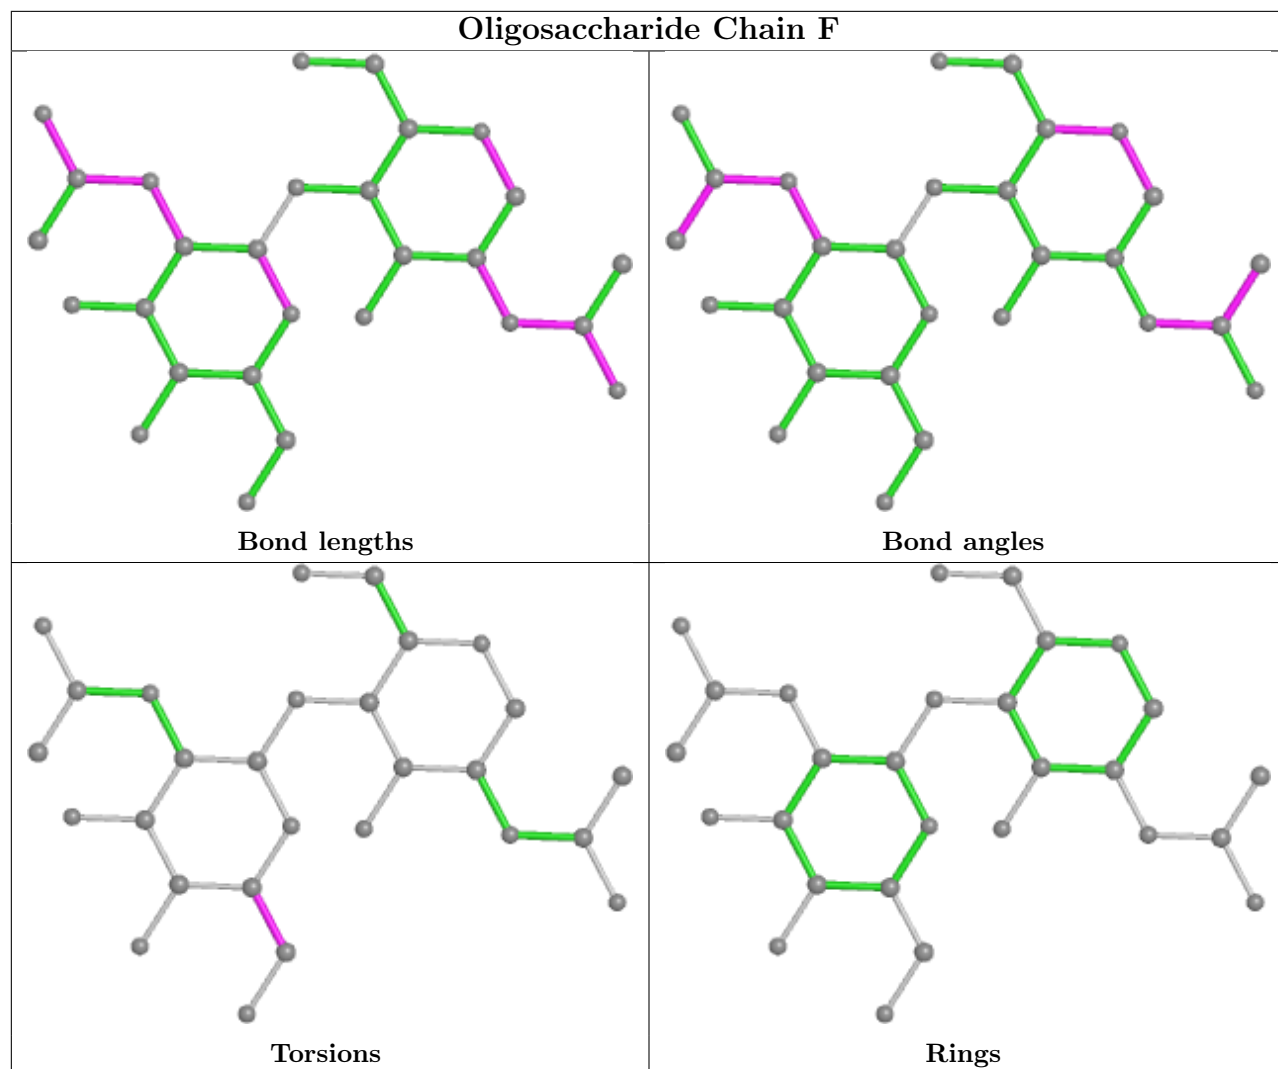 Oligosaccharide Chain F
Bond lengths
Bond angles
Torsions
Rings